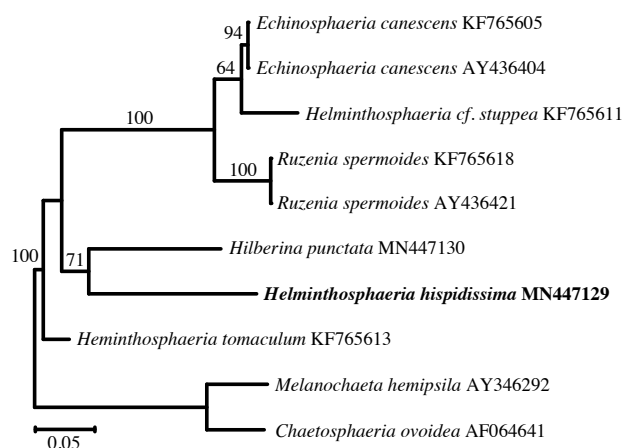 94
Echinosphaeria canescens KF765605
64
Echinosphaeria canescens AY436404
Helminthosphaeria cf. stuppea KF765611
100
100
Ruzenia spermoides KF765618
Ruzenia spermoides AY436421
Hilberina punctata MN447130
100
71
Helminthosphaeria hispidissima MN447129
Heminthosphaeria tomaculum KF765613
Melanochaeta hemipsila AY346292
Chaetosphaeria ovoidea AF064641
0.05